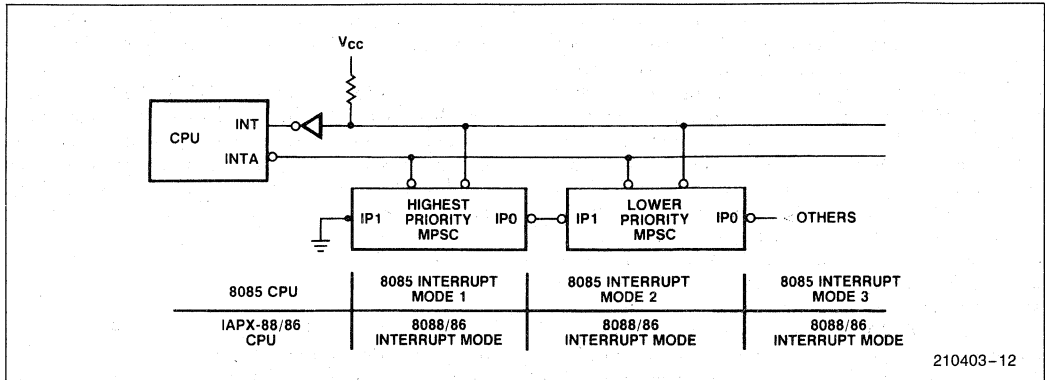 VCC
INT
CPU
INTA
IP1
HIGHEST
PRIORITY
MPSC
IP0
IP1
LOWER
PRIORITY
MPSC
IP0
OTHERS
8085 CPU
8085 INTERRUPT
MODE 1
8085 INTERRUPT
MODE 2
8085 INTERRUPT
MODE 3
IAPX-88/86
CPU
8088/86
INTERRUPT MODE
8088/86
INTERRUPT MODE
8088/86
INTERRUPT MODE
210403-12